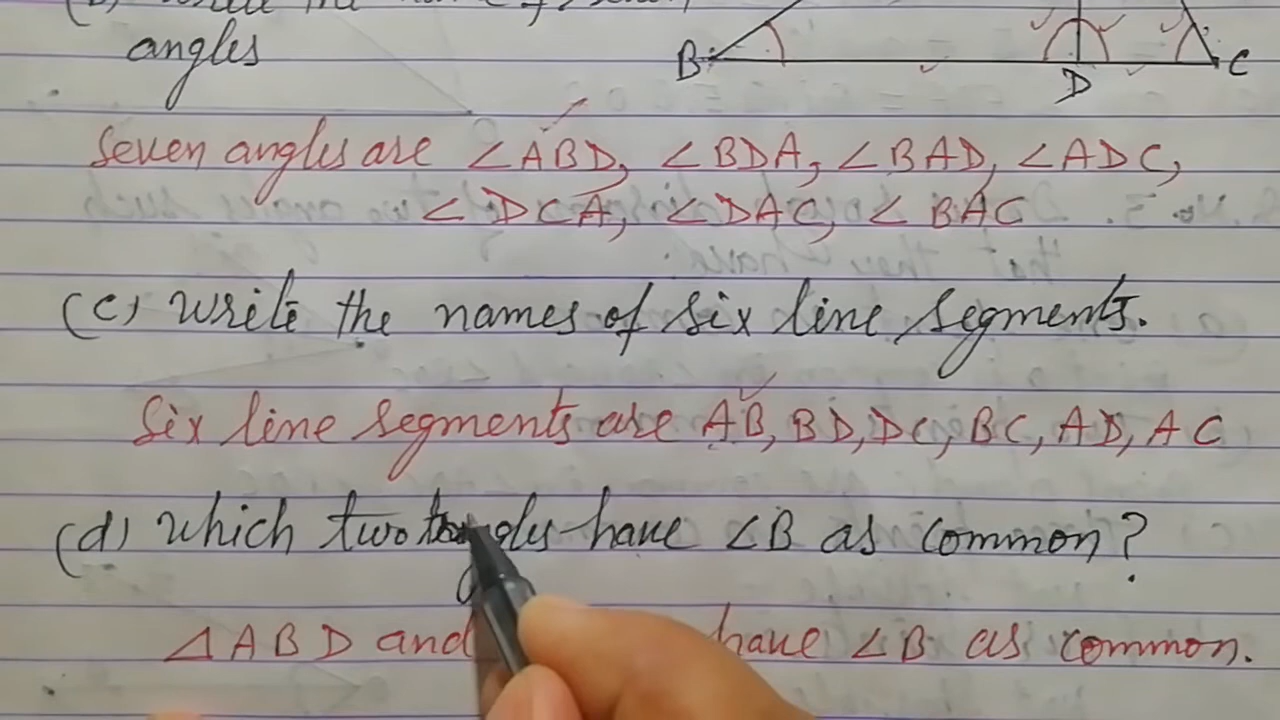 angles
B
D
C
Seven angles are ∠ABD, ∠BDA, ∠BAD, ∠ADC,
∠DCA, ∠DAC, ∠BAC
(c) Write the names of six line segments.
Six line segments are AB, BD, DC, BC, AD, AC
(d) Which two have ∠B as common?
△ABD and have ∠B as common.